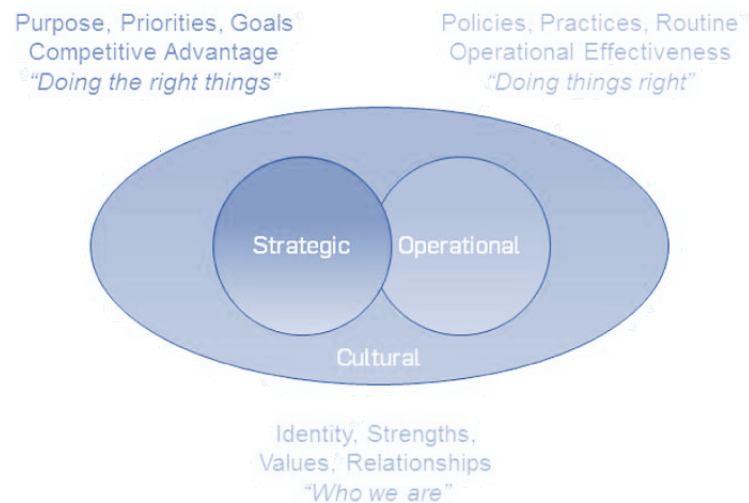 Purpose, Priorities, Goals
Competitive Advantage
“Doing the right things”
Policies, Practices, Routine
Operational Effectiveness
“Doing things right”
Strategic
Operational
Cultural
Identity, Strengths,
Values, Relationships
“Who we are”